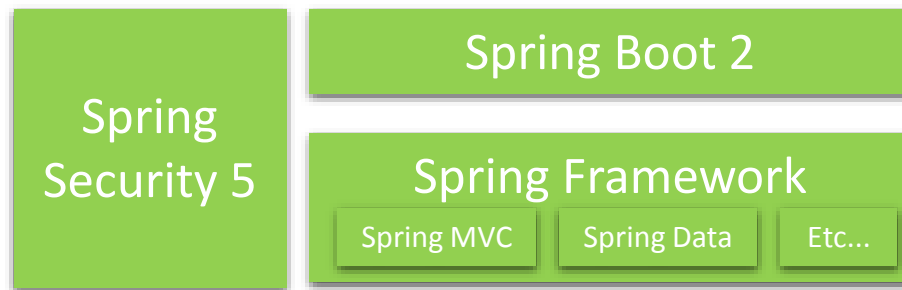 Spring
Security 5
Spring Boot 2
Spring Framework
Spring MVC
Spring Data
Etc...